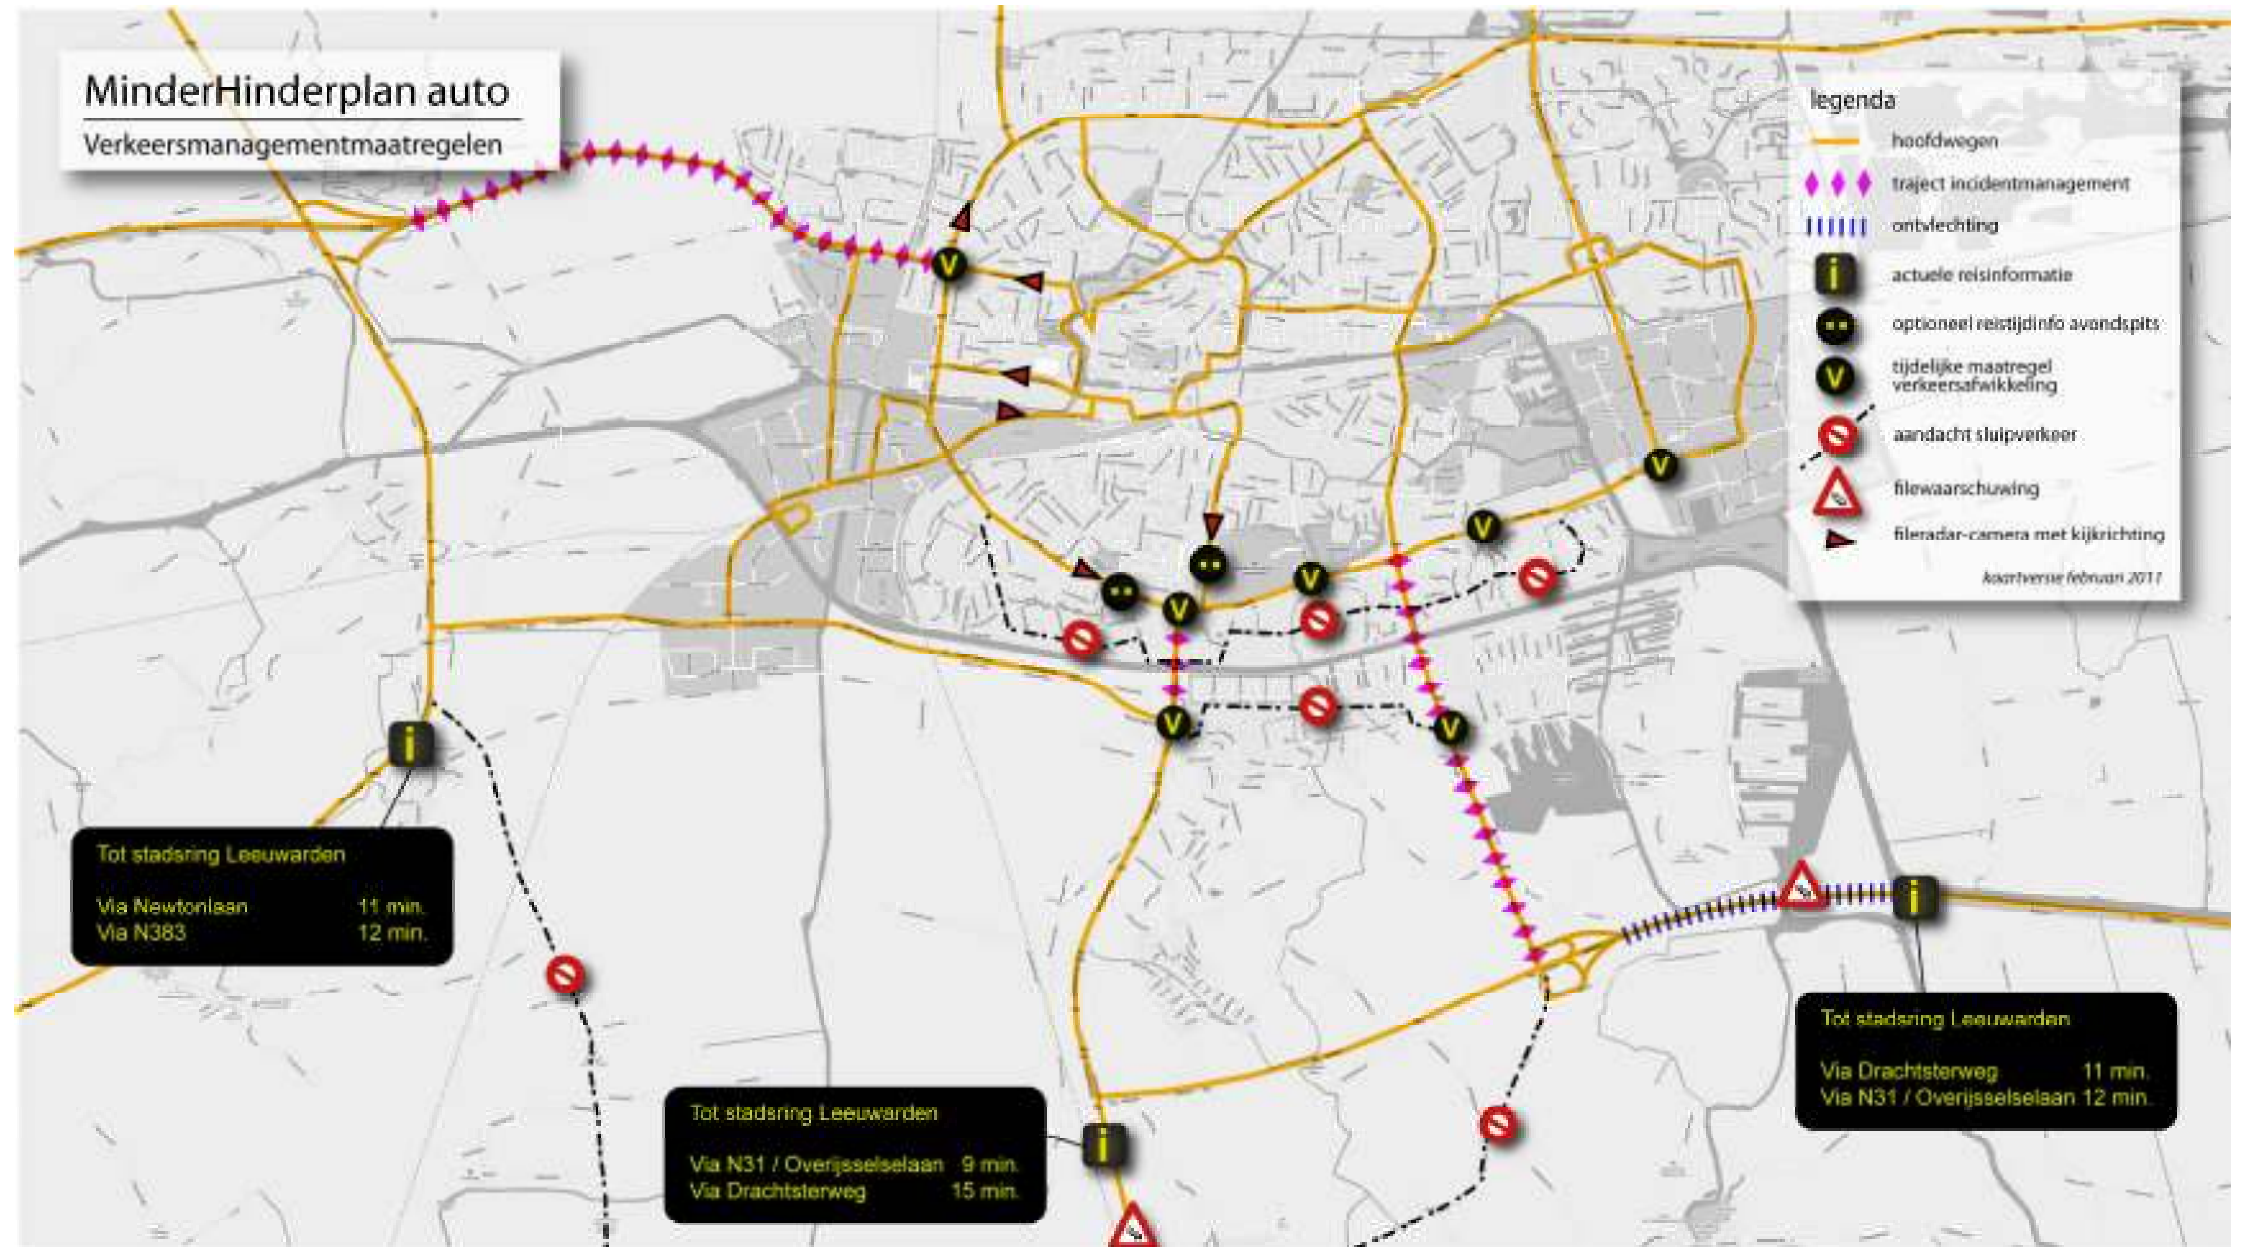 MinderHinderplan auto
Verkeersmanagementmaatregelen
legenda
hoofdwegen
traject incidentmanagement
ontvlechting
i
actuele reisinformatie
optioneel reistijdinfo avondspits
V
tijdelijke maatregel
verkeersafwikkeling
aandacht sluipverkeer
filewaarschuwing
fileradar-camera met kijkrichting
kaartversie februari 2011
V
V
V
V
V
V
V
i
i
i
Tot stadsring Leeuwarden
Via Newtonlaan 11 min.
Via N383 12 min.
Tot stadsring Leeuwarden
Via N31 / Overijsselselaan 9 min.
Via Drachtsterweg 15 min.
Tot stadsring Leeuwarden
Via Drachtsterweg 11 min.
Via N31 / Overijsselselaan 12 min.